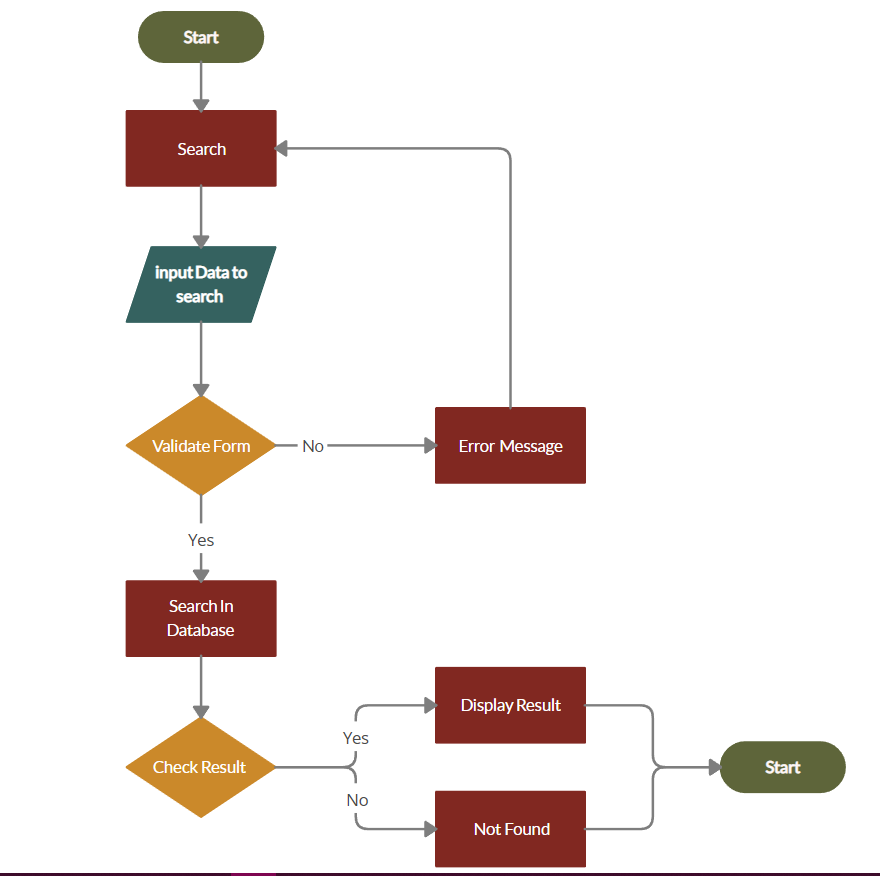 Start
Search
input Data to
search
Validate Form
No
Error Message
Yes
Search In
Database
Check Result
Yes
Display Result
No
Not Found
Start